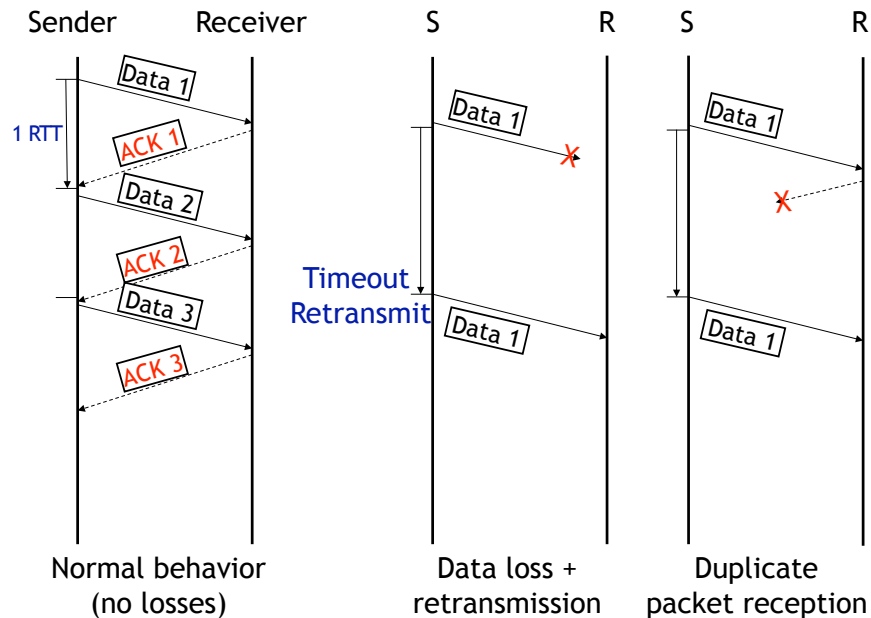 Sender
Receiver
Data 1
1 RTT
ACK 1
Data 2
ACK 2
Data 3
ACK 3
Normal behavior
(no losses)
S
R
Data 1
X
Timeout
Retransmit
Data 1
Data loss +
retransmission
S
R
Data 1
X
Data 1
Duplicate
packet reception